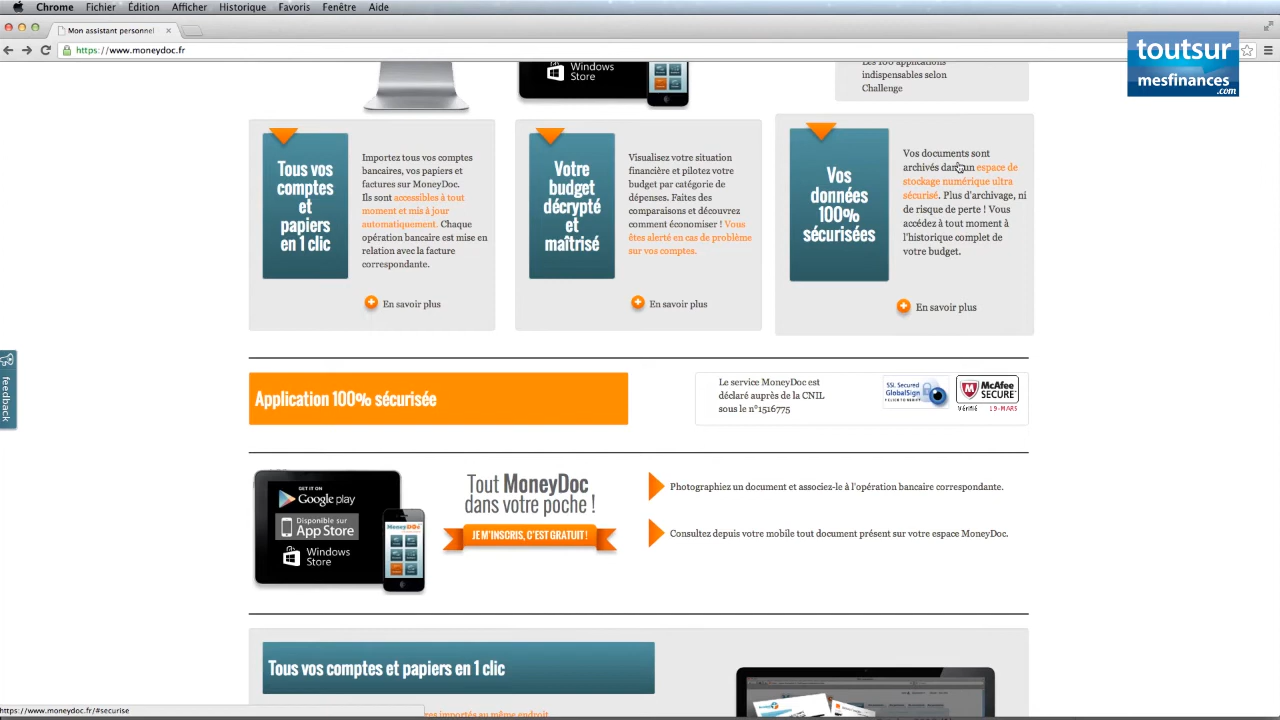 Chrome Fichier Édition Afficher Historique Favoris Fenêtre Aide
Mon assistant personnel
https://www.moneydoc.fr
toutsur
mesfinances
.com
Windows
Store
Les 100 applications
indispensables selon
Challenge
Tous vos
comptes
et
papiers
en 1 clic
Importez tous vos comptes
bancaires, vos papiers et
factures sur MoneyDoc.
Ils sont accessibles à tout
moment et mis à jour
automatiquement. Chaque
opération bancaire est mise en
relation avec la facture
correspondante.
En savoir plus
Votre
budget
décrypté
et
maîtrisé
Visualisez votre situation
financière et pilotez votre
budget par catégorie de
dépenses. Faites des
comparaisons et découvrez
comment économiser ! Vous
êtes alerté en cas de problème
sur vos comptes.
En savoir plus
Vos
données
100%
sécurisées
Vos documents sont
archivés dans un espace de
stockage numérique ultra
sécurisé. Plus d'archivage, ni
de risque de perte ! Vous
accédez à tout moment à
l'historique complet de
votre budget.
En savoir plus
feedback
Application 100% sécurisée
Le service MoneyDoc est
déclaré auprès de la CNIL
sous le n°1516775
SSL Secured
GlobalSign
McAfee
SECURE
VÉRIFIÉ 19-MARS
GET IT ON
Google play
Disponible sur
App Store
Windows
Store
MoneyDoc
Tout MoneyDoc
dans votre poche !
JE M'INSCRIS, C'EST GRATUIT !
Photographiez un document et associez-le à l'opération bancaire correspondante.
Consultez depuis votre mobile tout document présent sur votre espace MoneyDoc.
Tous vos comptes et papiers en 1 clic
res importés au même endroit
https://www.moneydoc.fr/#securise